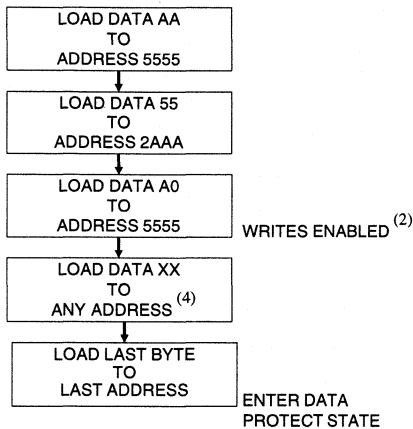 LOAD DATA AA
TO
ADDRESS 5555
LOAD DATA 55
TO
ADDRESS 2AAA
LOAD DATA A0
TO
ADDRESS 5555
WRITES ENABLED (2)
LOAD DATA XX
TO
ANY ADDRESS (4)
LOAD LAST BYTE
TO
LAST ADDRESS
ENTER DATA
PROTECT STATE